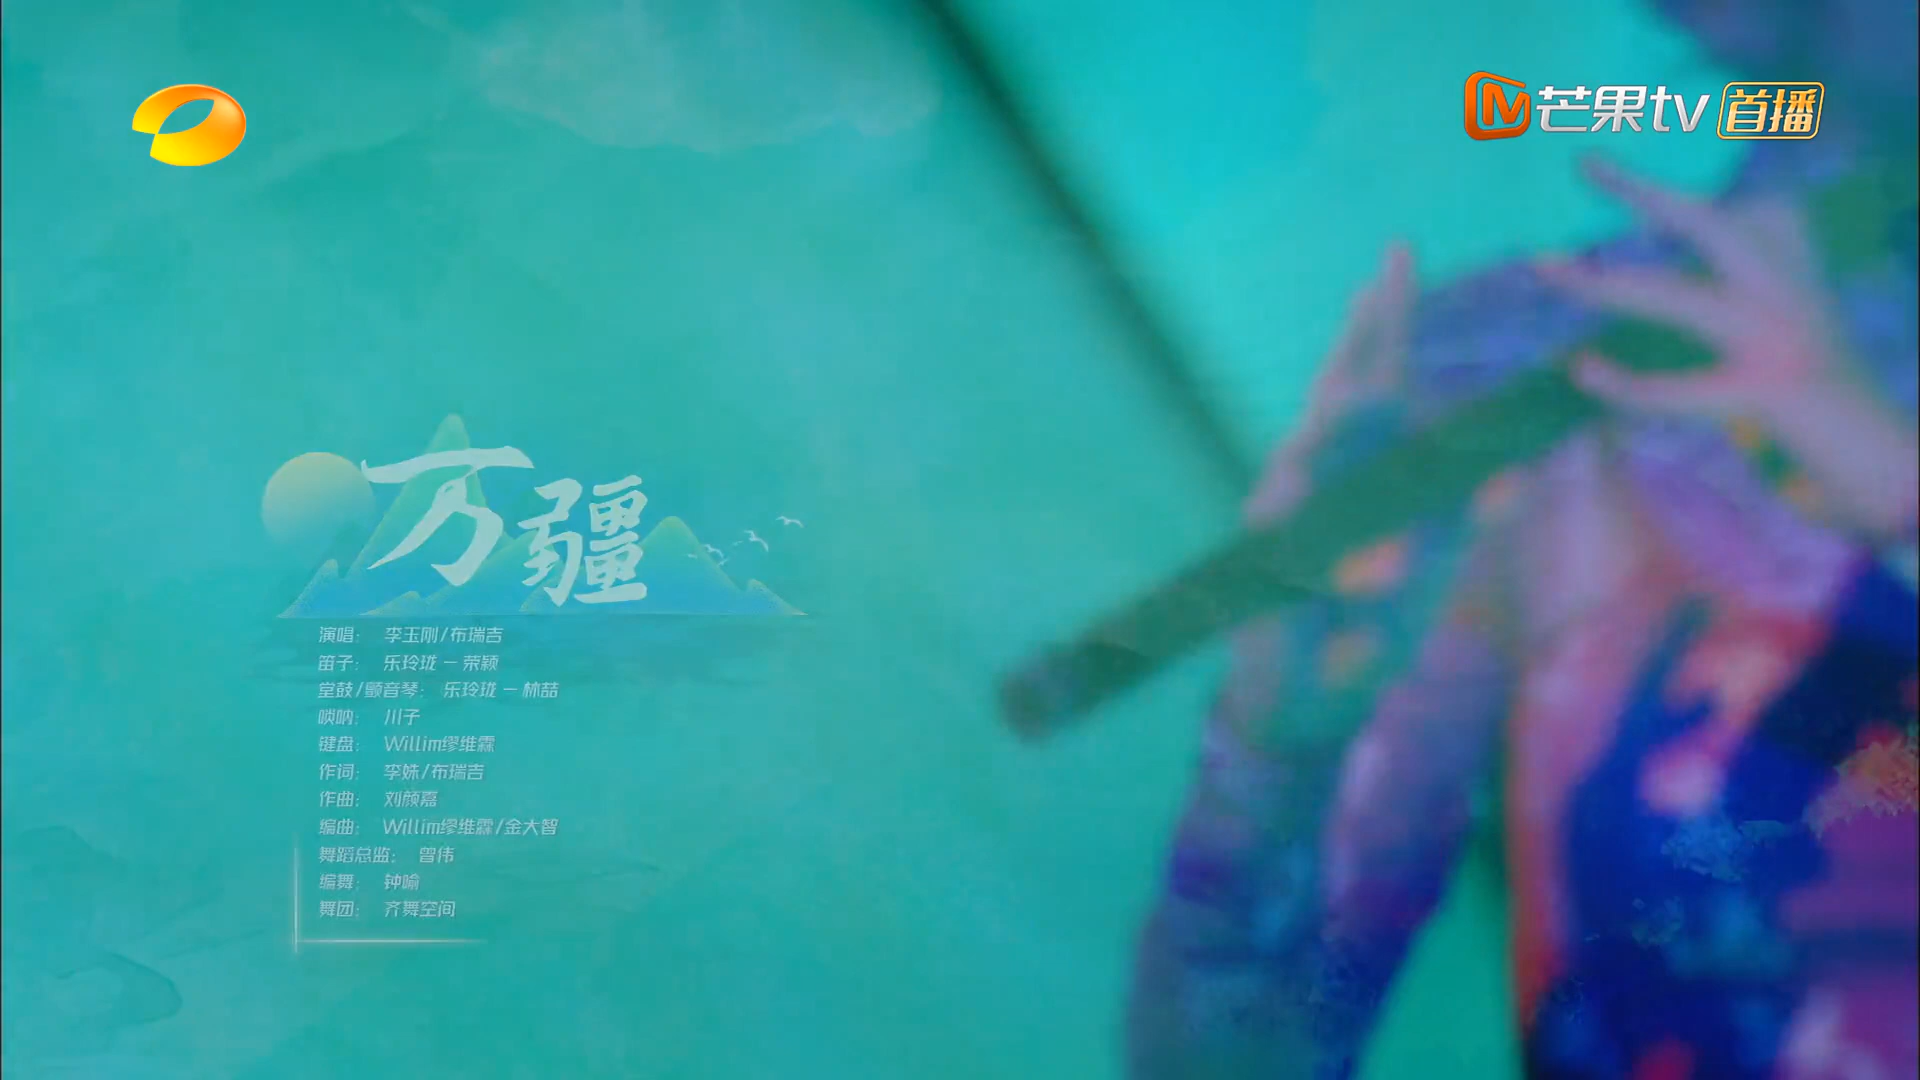 芒果tv 首播
万疆
演唱： 李玉刚/布瑞吉
笛子： 乐玲珑 — 荣颖
堂鼓/颤音琴： 乐玲珑 — 林喆
唢呐： 川子
键盘： Willim缪维霖
作词： 李姝/布瑞吉
作曲： 刘颜嘉
编曲： Willim缪维霖/金大智
舞蹈总监： 曾伟
编舞： 钟喻
舞团： 齐舞空间